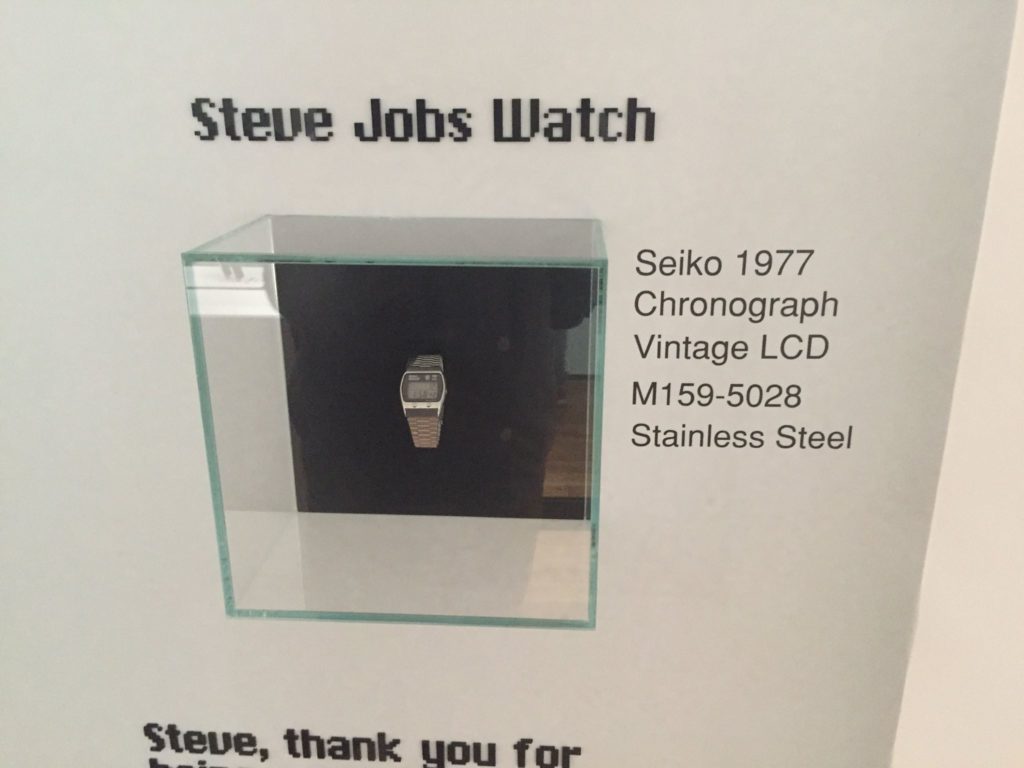 Steve Jobs Watch
Seiko 1977
Chronograph
Vintage LCD
M159-5028
Stainless Steel
Steve, thank you for